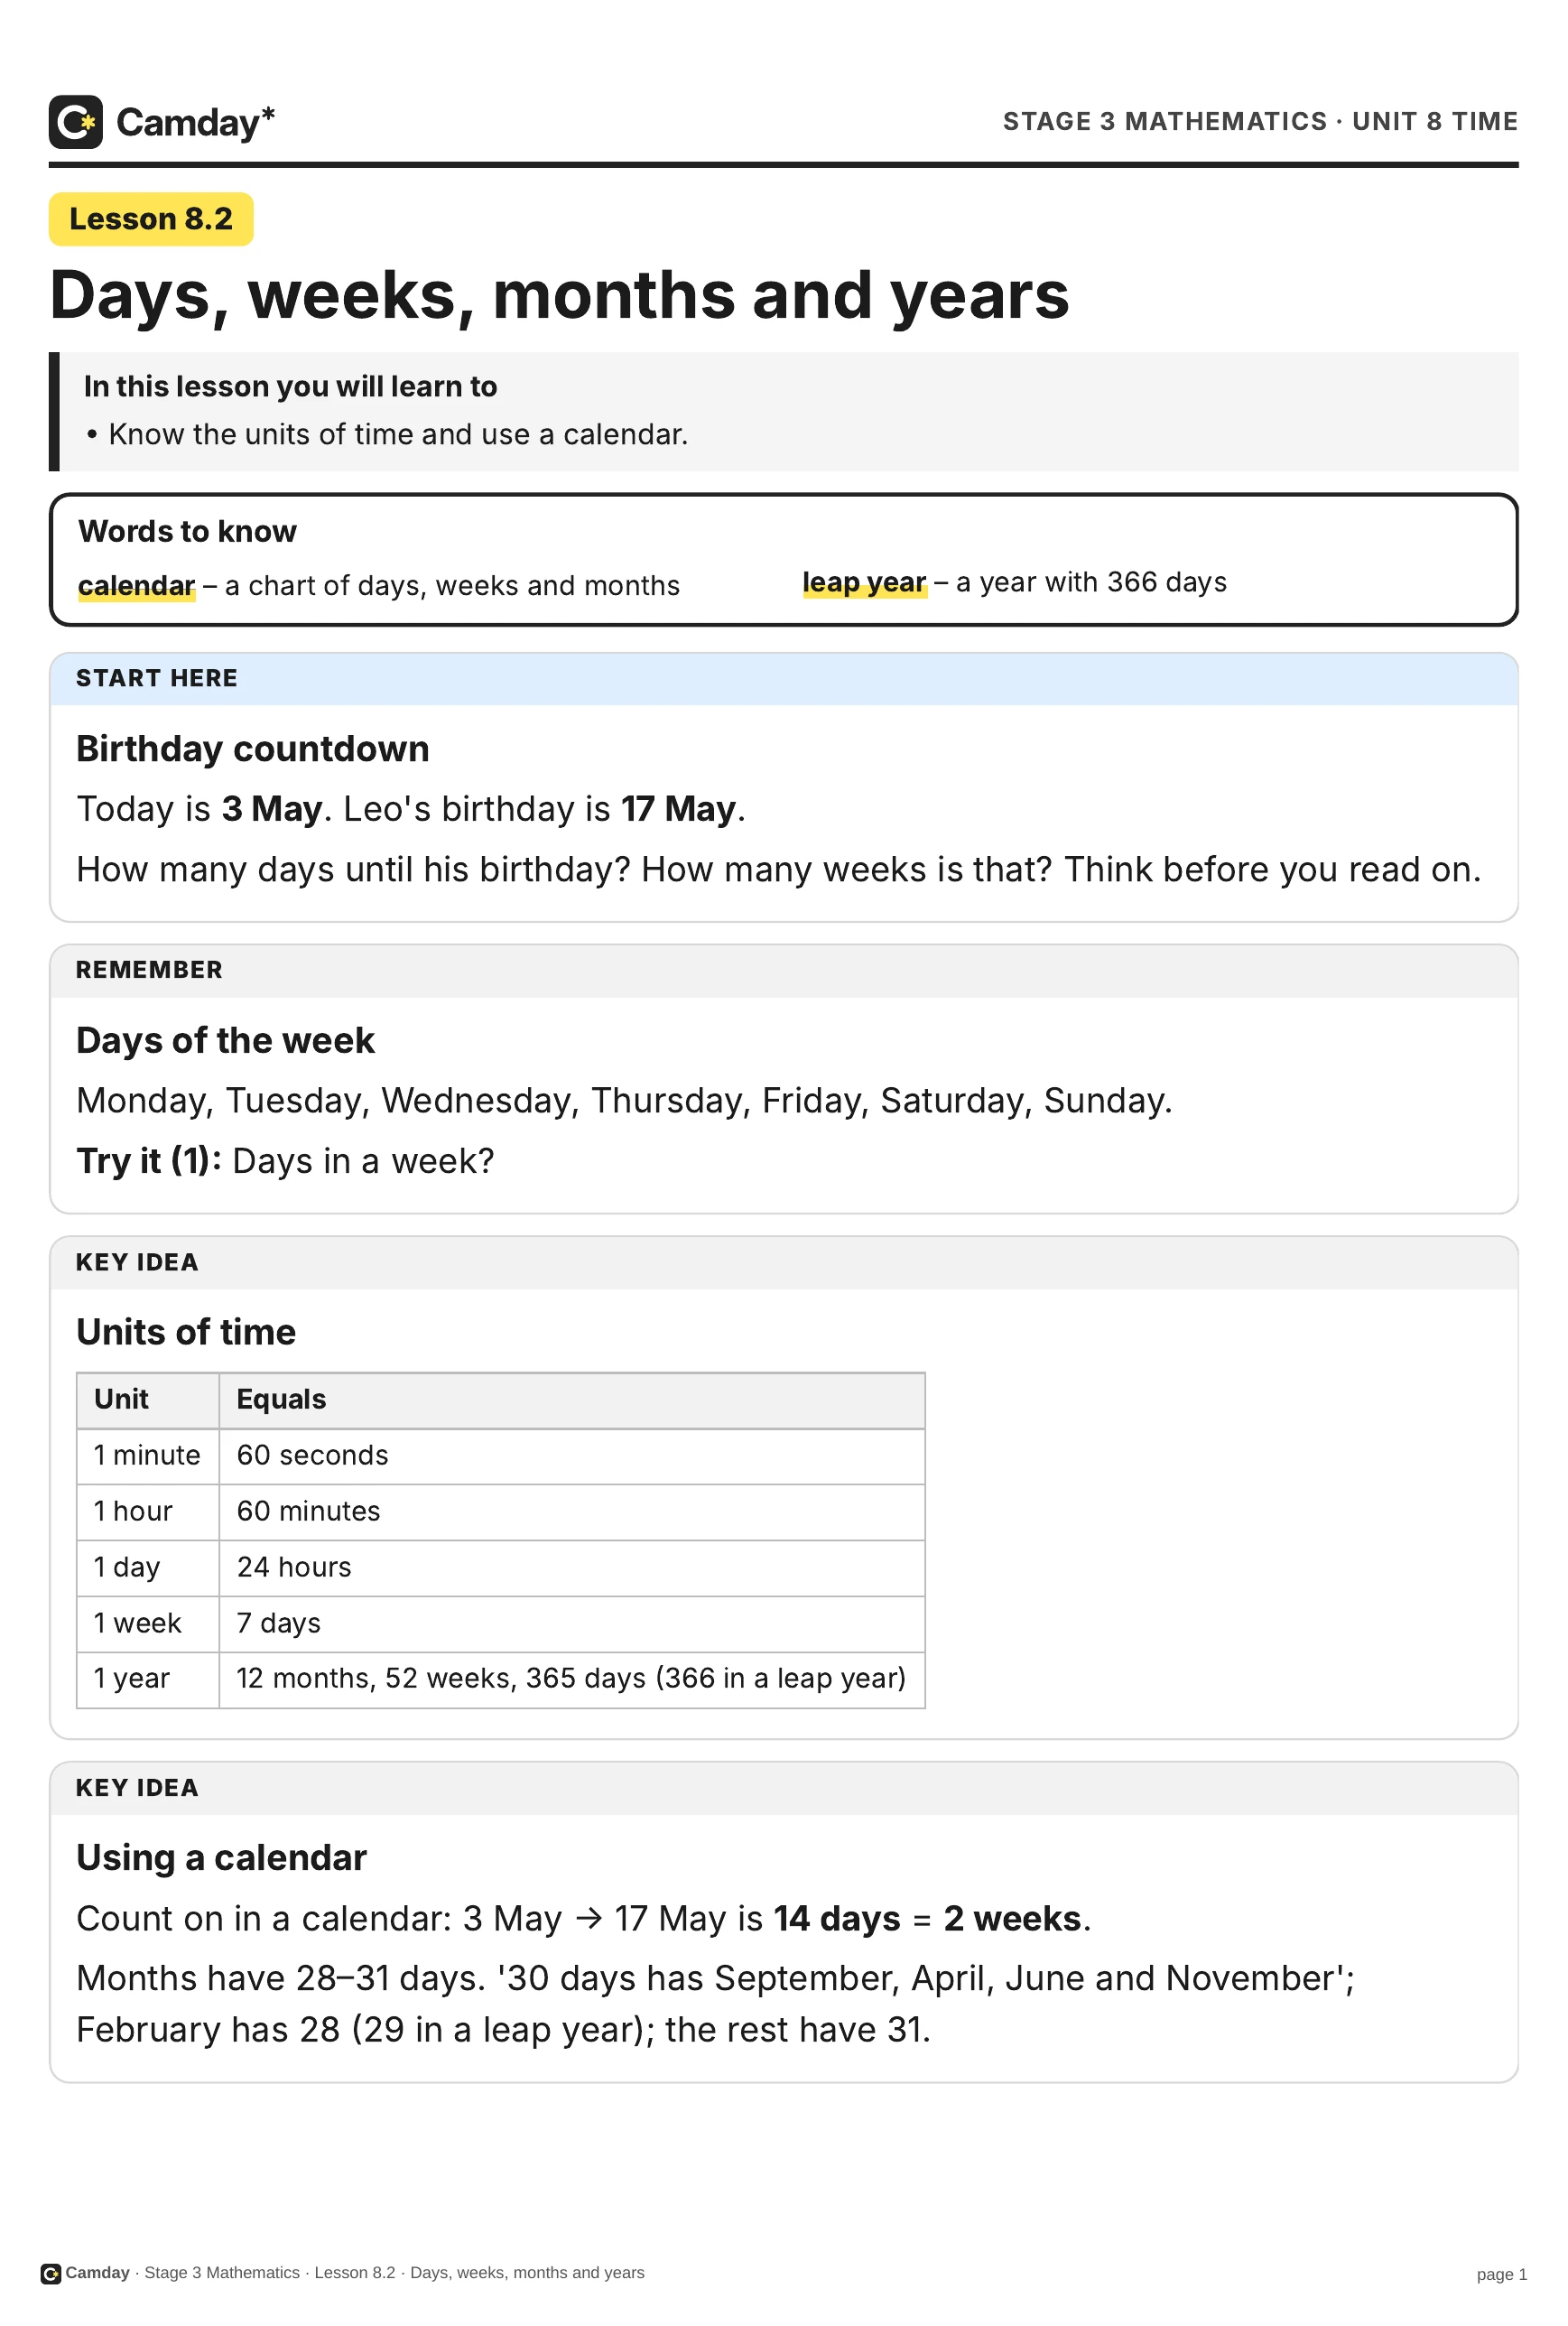 Camday*
STAGE 3 MATHEMATICS · UNIT 8 TIME
Lesson 8.2
Days, weeks, months and years
In this lesson you will learn to
• Know the units of time and use a calendar.
Words to know
calendar – a chart of days, weeks and months
leap year – a year with 366 days
START HERE
Birthday countdown
Today is 3 May. Leo's birthday is 17 May.
How many days until his birthday? How many weeks is that? Think before you read on.
REMEMBER
Days of the week
Monday, Tuesday, Wednesday, Thursday, Friday, Saturday, Sunday.
Try it (1): Days in a week?
KEY IDEA
Units of time
Unit Equals
1 minute 60 seconds
1 hour 60 minutes
1 day 24 hours
1 week 7 days
1 year 12 months, 52 weeks, 365 days (366 in a leap year)
KEY IDEA
Using a calendar
Count on in a calendar: 3 May → 17 May is 14 days = 2 weeks.
Months have 28–31 days. '30 days has September, April, June and November';
February has 28 (29 in a leap year); the rest have 31.
Camday · Stage 3 Mathematics · Lesson 8.2 · Days, weeks, months and years
page 1